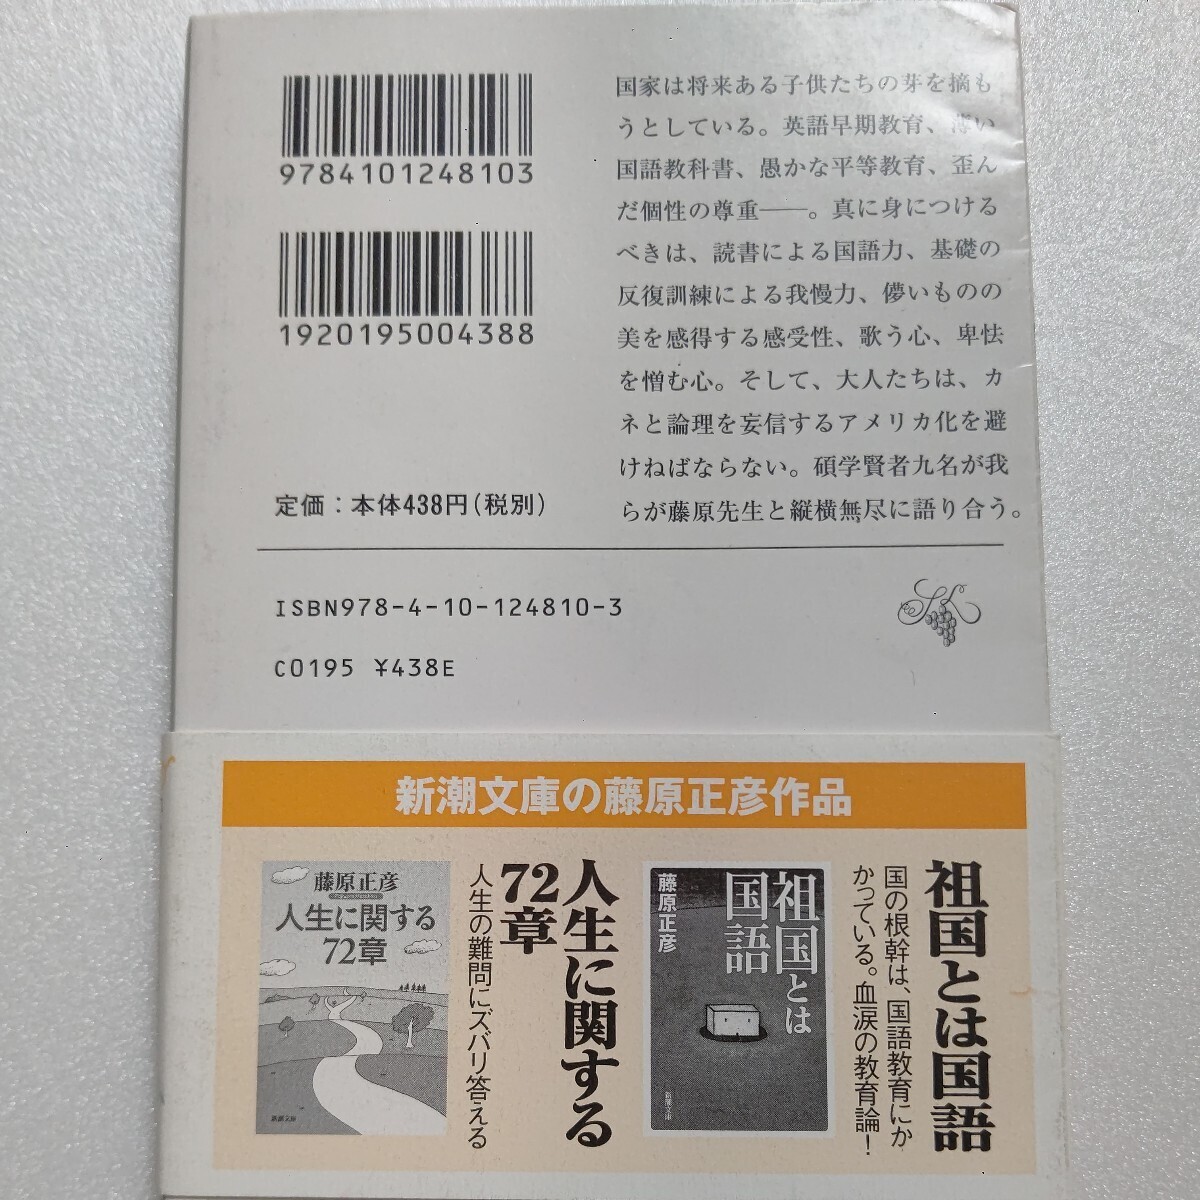 9784101248103
1920195004388
定価：本体438円（税別）
国家は将来ある子供たちの芽を摘も
うとしている。英語早期教育、薄い
国語教科書、愚かな平等教育、歪ん
だ個性の尊重――。真に身につける
べきは、読書による国語力、基礎の
反復訓練による我慢力、儚いものの
美を感得する感受性、歌う心、卑怯
を憎む心。そして、大人たちは、カ
ネと論理を妄信するアメリカ化を避
けねばならない。碩学賢者九名が我
らが藤原先生と縦横無尽に語り合う。
ISBN978-4-10-124810-3
C0195 ¥438E
新潮文庫の藤原正彦作品
祖国とは国語
国の根幹は、国語教育にか
かっている。血涙の教育論！
祖国とは
国語
藤原正彦
新潮文庫
人生に関する
72章
人生の難問にズバリ答える
藤原正彦
人生に関する
72章
新潮文庫